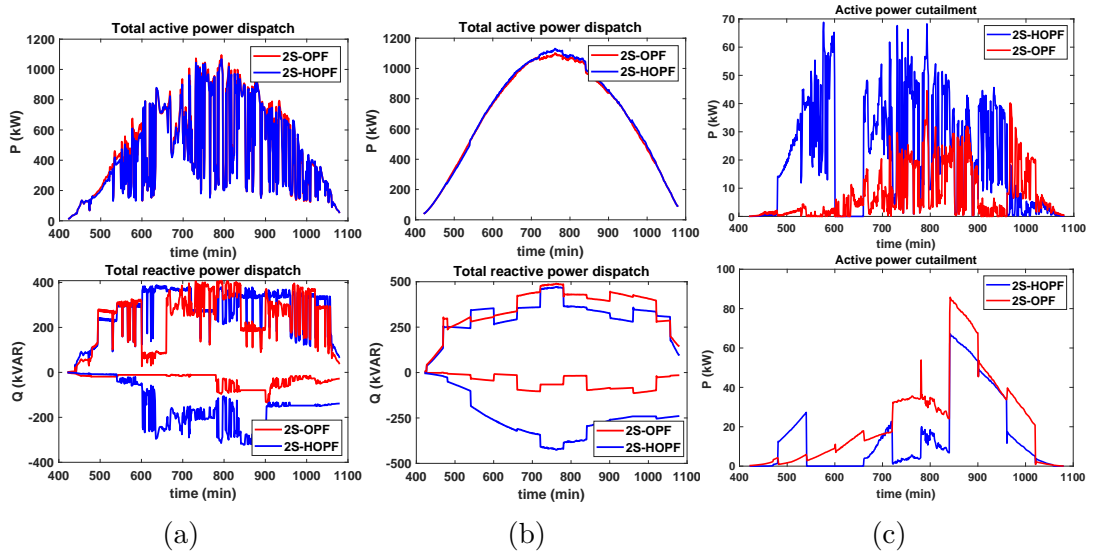 Total active power dispatch
1200
1000
800
600
400
200
0
P (kW)
2S-OPF
2S-HOPF
400 500 600 700 800 900 1000 1100
time (min)
Total active power dispatch
1200
1000
800
600
400
200
0
P (kW)
2S-OPF
2S-HOPF
400 500 600 700 800 900 1000 1100
time (min)
Active power cutailment
70
60
50
40
30
20
10
0
P (kW)
2S-HOPF
2S-OPF
400 500 600 700 800 900 1000 1100
time (min)
Total reactive power dispatch
400
200
0
-200
-400
Q (kVAR)
2S-OPF
2S-HOPF
400 500 600 700 800 900 1000 1100
time (min)
Total reactive power dispatch
500
250
0
-250
-500
Q (kVAR)
2S-OPF
2S-HOPF
400 500 600 700 800 900 1000 1100
time (min)
Active power cutailment
100
80
60
40
20
0
P (kW)
2S-HOPF
2S-OPF
400 500 600 700 800 900 1000 1100
time (min)
(a) (b) (c)